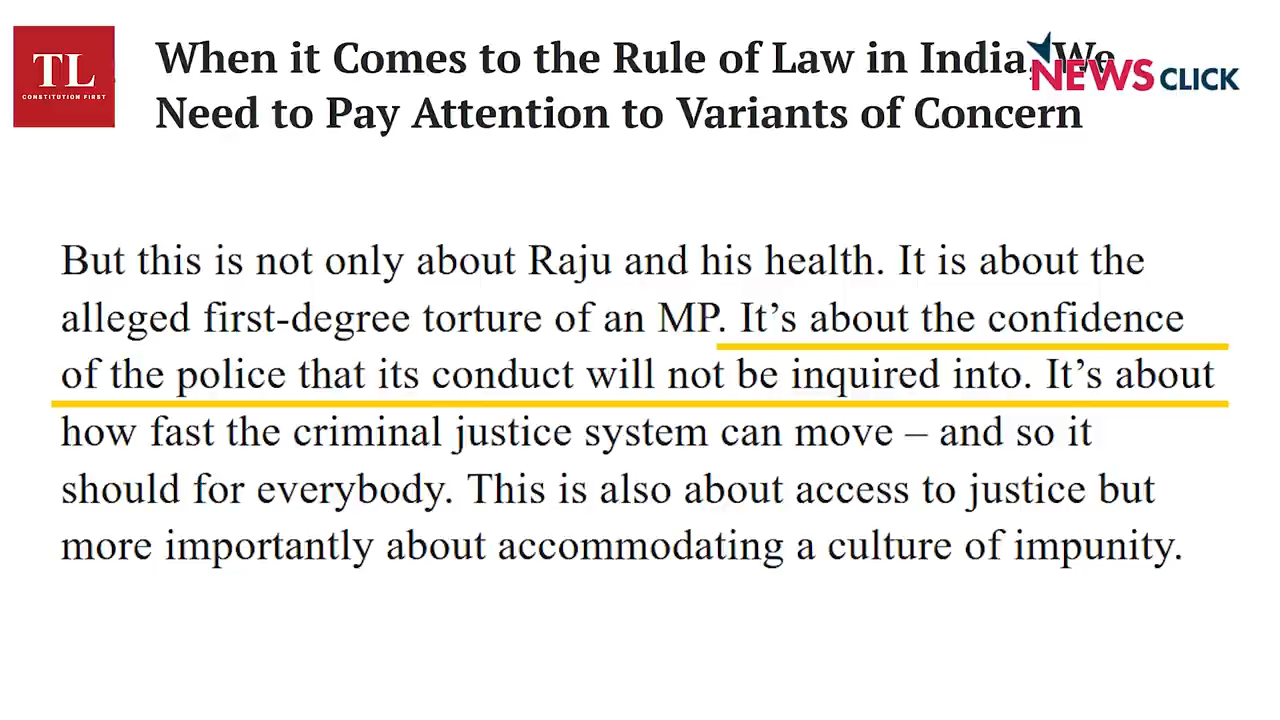 TL
CONSTITUTION FIRST
When it Comes to the Rule of Law in India, We
Need to Pay Attention to Variants of Concern
NEWSCLICK
But this is not only about Raju and his health. It is about the
alleged first-degree torture of an MP. It’s about the confidence
of the police that its conduct will not be inquired into. It’s about
how fast the criminal justice system can move – and so it
should for everybody. This is also about access to justice but
more importantly about accommodating a culture of impunity.